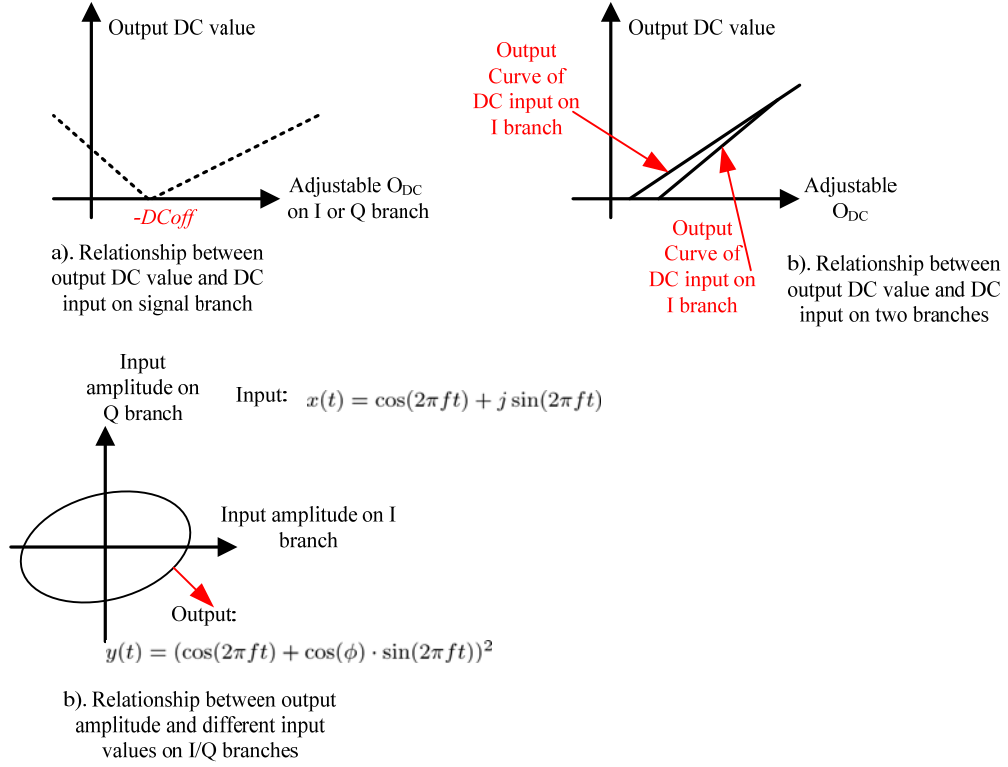 Output DC value
Adjustable O_DC
on I or Q branch
-DCoff
a). Relationship between
output DC value and DC
input on signal branch
Output DC value
Output
Curve of
DC input on
I branch
Adjustable
O_DC
Output
Curve of
DC input on
I branch
b). Relationship between
output DC value and DC
input on two branches
Input
amplitude on
Q branch
Input: x(t) = cos(2πft) + j sin(2πft)
Input amplitude on I
branch
Output:
y(t) = (cos(2πft) + cos(ϕ) · sin(2πft))²
b). Relationship between output
amplitude and different input
values on I/Q branches